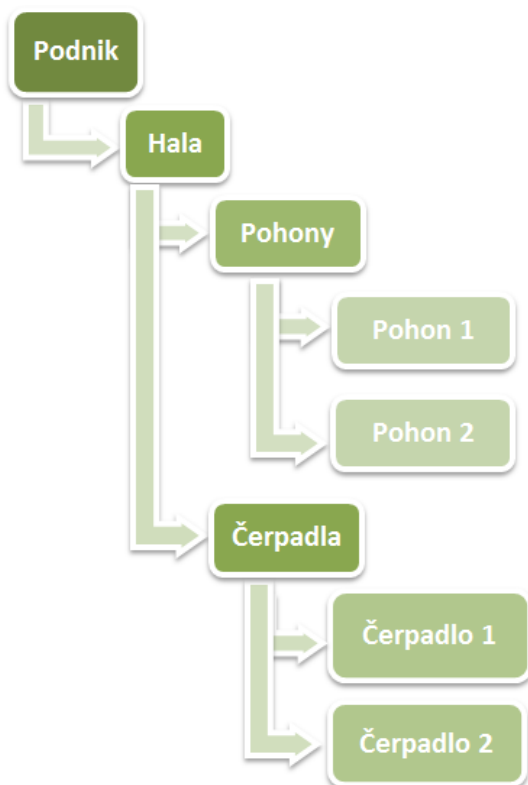 Podnik
Hala
Pohony
Pohon 1
Pohon 2
Čerpadla
Čerpadlo 1
Čerpadlo 2